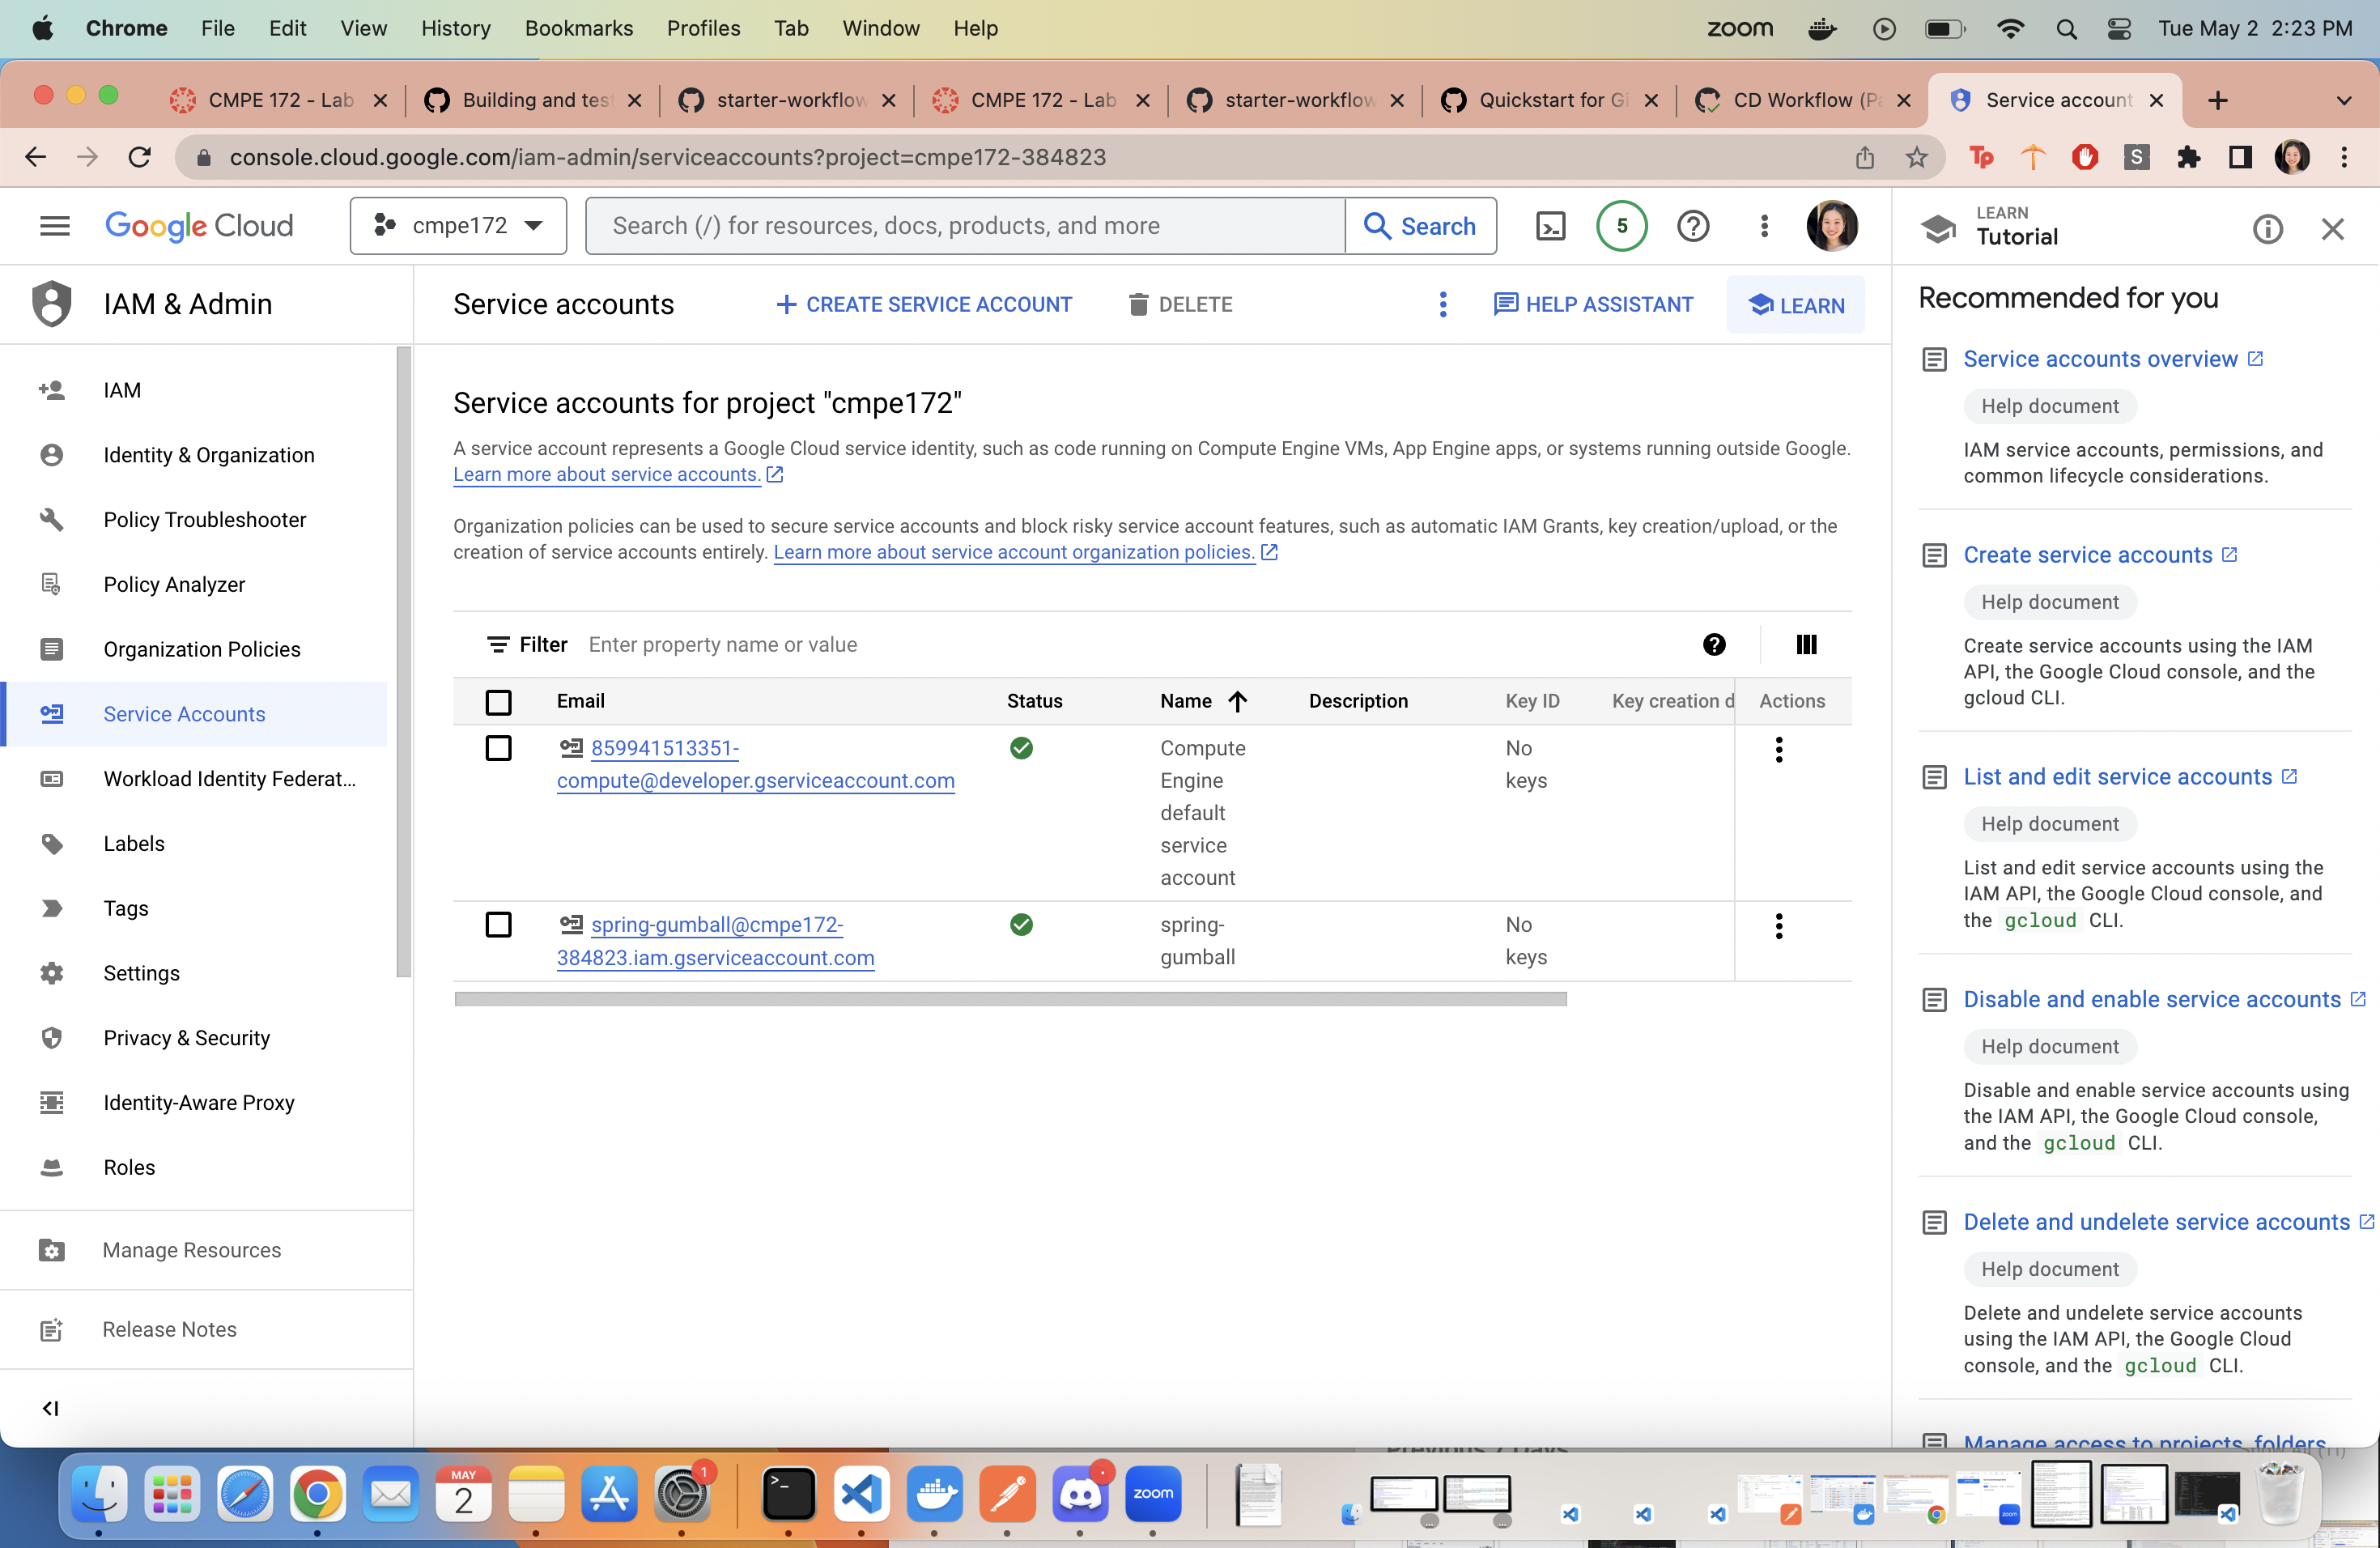 Chrome File Edit View History Bookmarks Profiles Tab Window Help
zoom Tue May 2 2:23 PM
CMPE 172 - Lab
Building and tes
starter-workflow
CMPE 172 - Lab
starter-workflow
Quickstart for Gi
CD Workflow (Pa
Service account
console.cloud.google.com/iam-admin/serviceaccounts?project=cmpe172-384823
Tp
S
Google Cloud
cmpe172
Search (/) for resources, docs, products, and more
Search
5
LEARN
Tutorial
IAM & Admin
IAM
Identity & Organization
Policy Troubleshooter
Policy Analyzer
Organization Policies
Service Accounts
Workload Identity Federat...
Labels
Tags
Settings
Privacy & Security
Identity-Aware Proxy
Roles
Manage Resources
Release Notes
Service accounts
CREATE SERVICE ACCOUNT
DELETE
HELP ASSISTANT
LEARN
Service accounts for project "cmpe172"
A service account represents a Google Cloud service identity, such as code running on Compute Engine VMs, App Engine apps, or systems running outside Google.
Learn more about service accounts.
Organization policies can be used to secure service accounts and block risky service account features, such as automatic IAM Grants, key creation/upload, or the
creation of service accounts entirely. Learn more about service account organization policies.
Filter Enter property name or value
Email Status Name Description Key ID Key creation d Actions
859941513351-
compute@developer.gserviceaccount.com
Compute
Engine
default
service
account
No
keys
spring-gumball@cmpe172-
384823.iam.gserviceaccount.com
spring-
gumball
No
keys
Recommended for you
Service accounts overview
Help document
IAM service accounts, permissions, and
common lifecycle considerations.
Create service accounts
Help document
Create service accounts using the IAM
API, the Google Cloud console, and the
gcloud CLI.
List and edit service accounts
Help document
List and edit service accounts using the
IAM API, the Google Cloud console, and
the gcloud CLI.
Disable and enable service accounts
Help document
Disable and enable service accounts using
the IAM API, the Google Cloud console,
and the gcloud CLI.
Delete and undelete service accounts
Help document
Delete and undelete service accounts
using the IAM API, the Google Cloud
console, and the gcloud CLI.
Manage access to projects, folders
Previous 7 Days
MAY
2
1
zoom